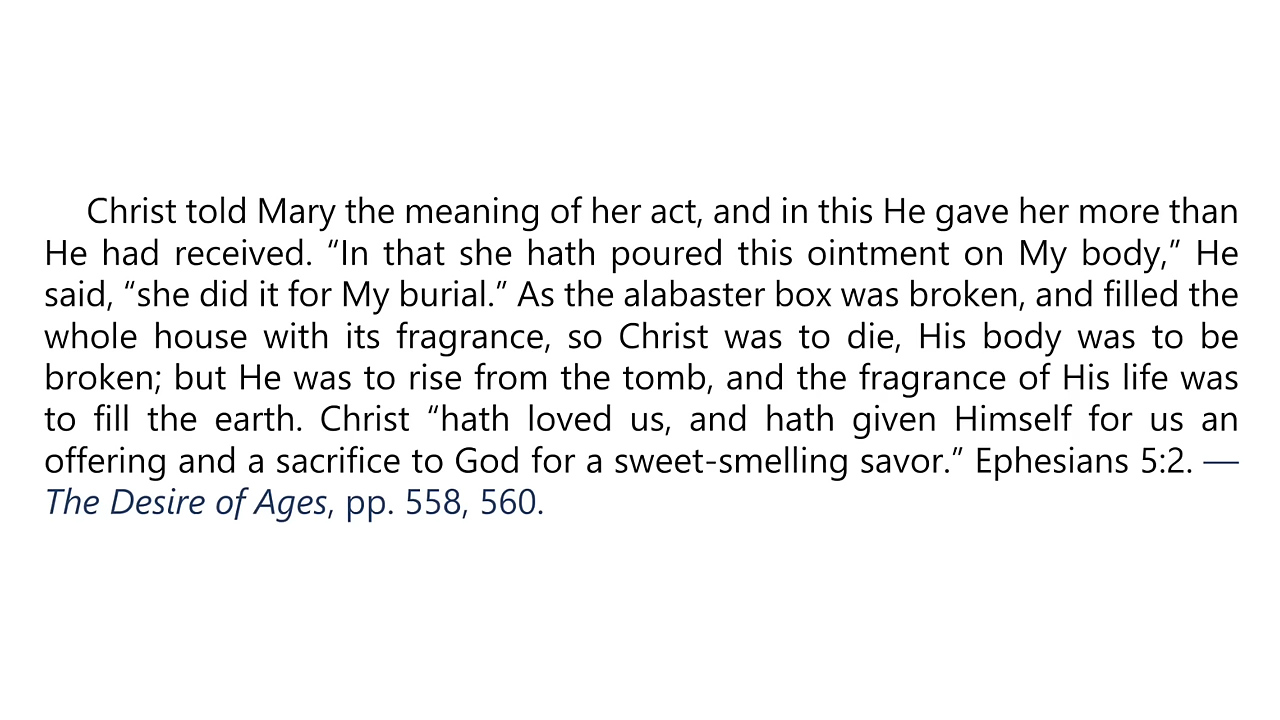 Christ told Mary the meaning of her act, and in this He gave her more than
He had received. “In that she hath poured this ointment on My body,” He
said, “she did it for My burial.” As the alabaster box was broken, and filled the
whole house with its fragrance, so Christ was to die, His body was to be
broken; but He was to rise from the tomb, and the fragrance of His life was
to fill the earth. Christ “hath loved us, and hath given Himself for us an
offering and a sacrifice to God for a sweet-smelling savor.” Ephesians 5:2. —
The Desire of Ages, pp. 558, 560.